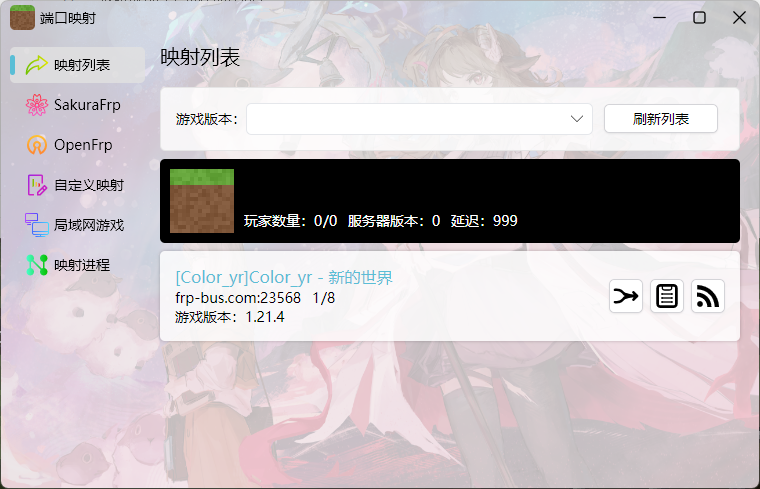 端口映射
映射列表
SakuraFrp
OpenFrp
自定义映射
局域网游戏
映射进程
映射列表
游戏版本：
刷新列表
玩家数量：0/0 服务器版本：0 延迟：999
[Color_yr]Color_yr - 新的世界
frp-bus.com:23568 1/8
游戏版本：1.21.4